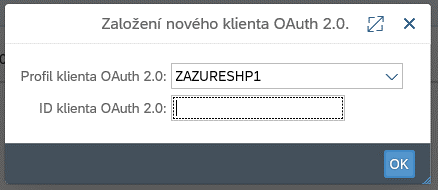 Založení nového klienta OAuth 2.0.
Profil klienta OAuth 2.0: ZAZURESHP1
ID klienta OAuth 2.0:
OK